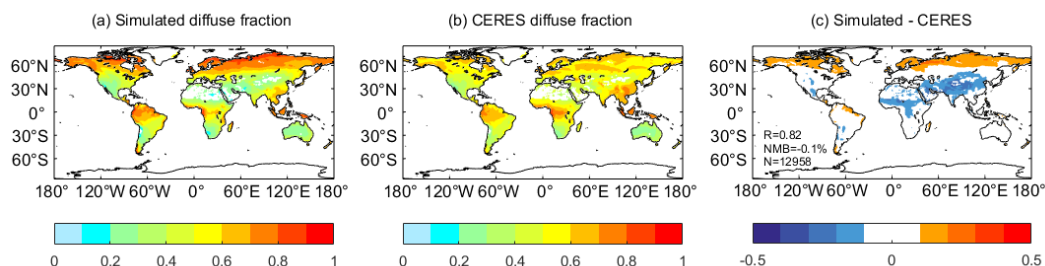 (a) Simulated diffuse fraction
(b) CERES diffuse fraction
(c) Simulated - CERES
60°N
30°N
0°
30°S
60°S
180°W 120°W 60°W 0° 60°E 120°E 180°E
60°N
30°N
0°
30°S
60°S
180°W 120°W 60°W 0° 60°E 120°E 180°E
60°N
30°N
0°
30°S
60°S
R=0.82
NMB=-0.1%
N=12958
180°W 120°W 60°W 0° 60°E 120°E 180°E
0 0.2 0.4 0.6 0.8 1
0 0.2 0.4 0.6 0.8 1
-0.5 0 0.5